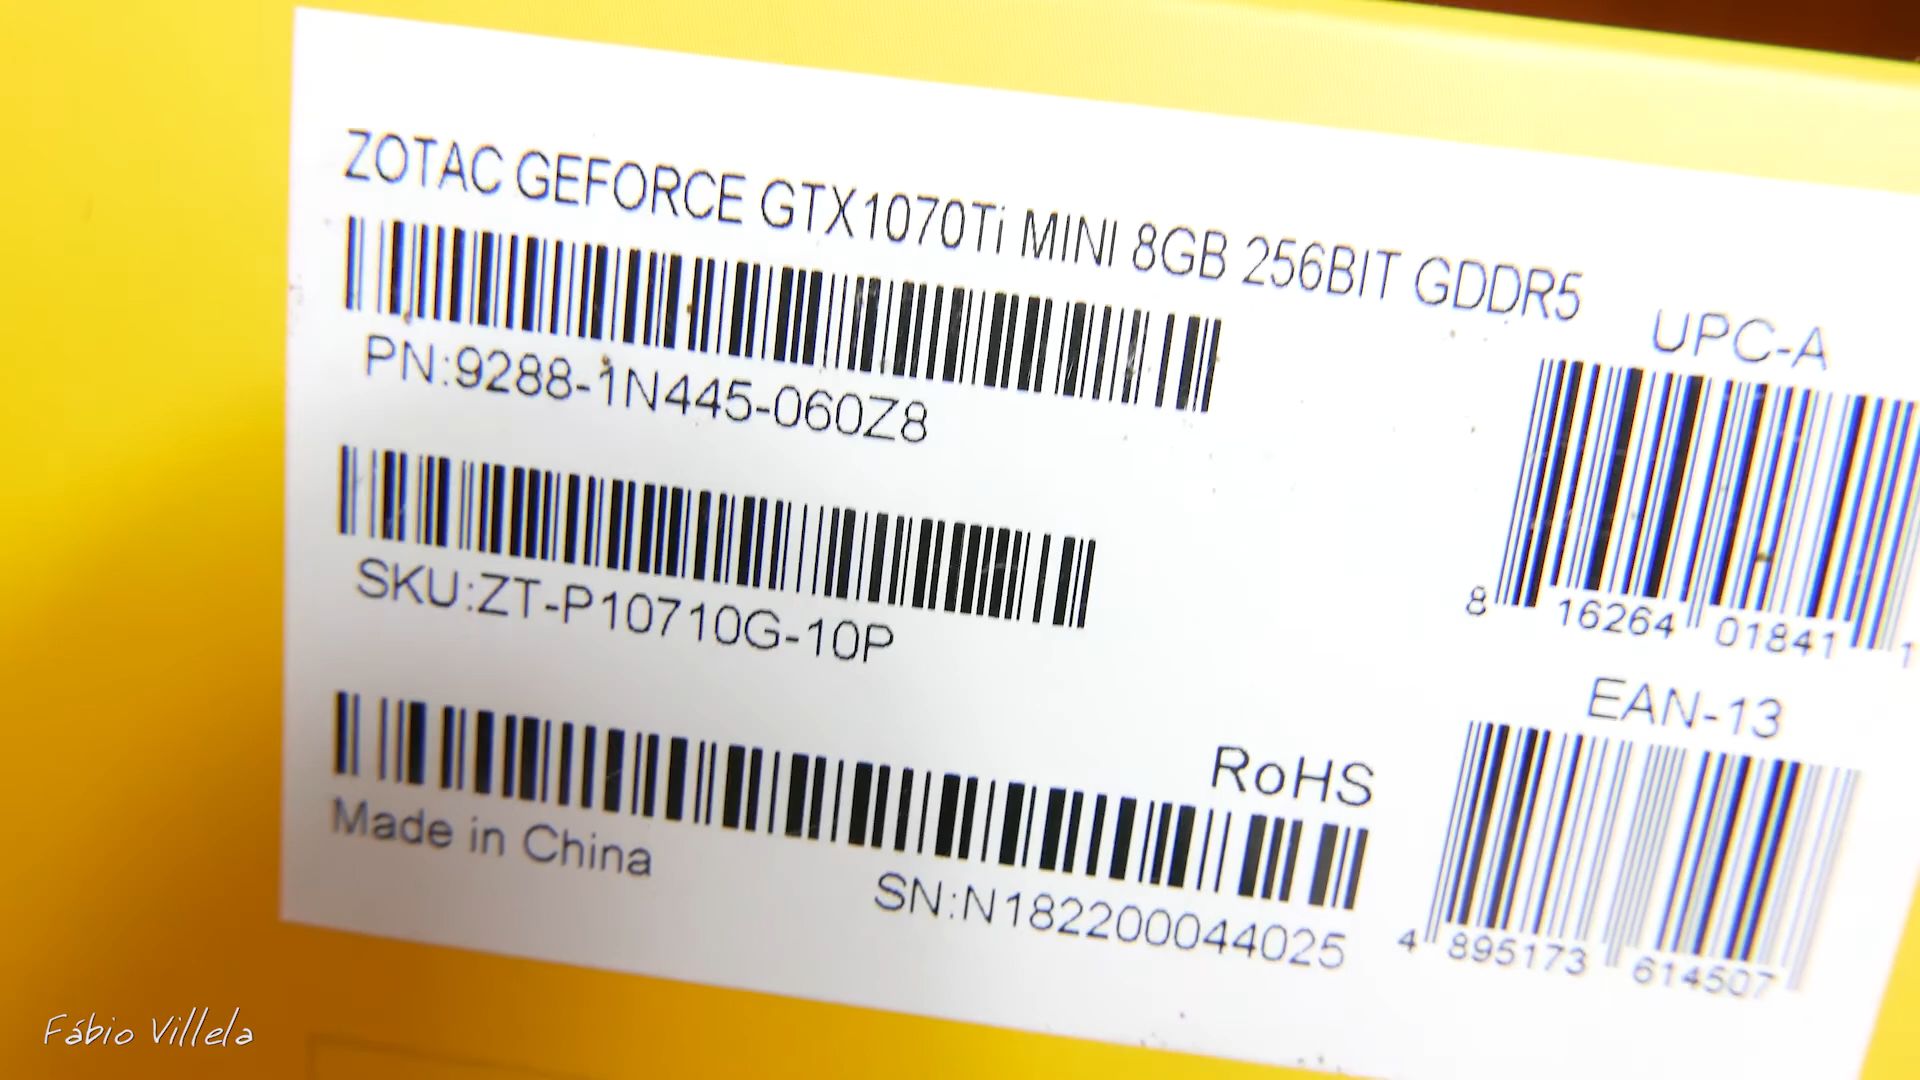 ZOTAC GEFORCE GTX1070Ti MINI 8GB 256BIT GDDR5
PN:9288-1N445-060Z8
SKU:ZT-P10710G-10P
Made in China
RoHS
SN:N182200044025
UPC-A
8 16264 01841 1
EAN-13
4 895173 614507
Fábio Villela